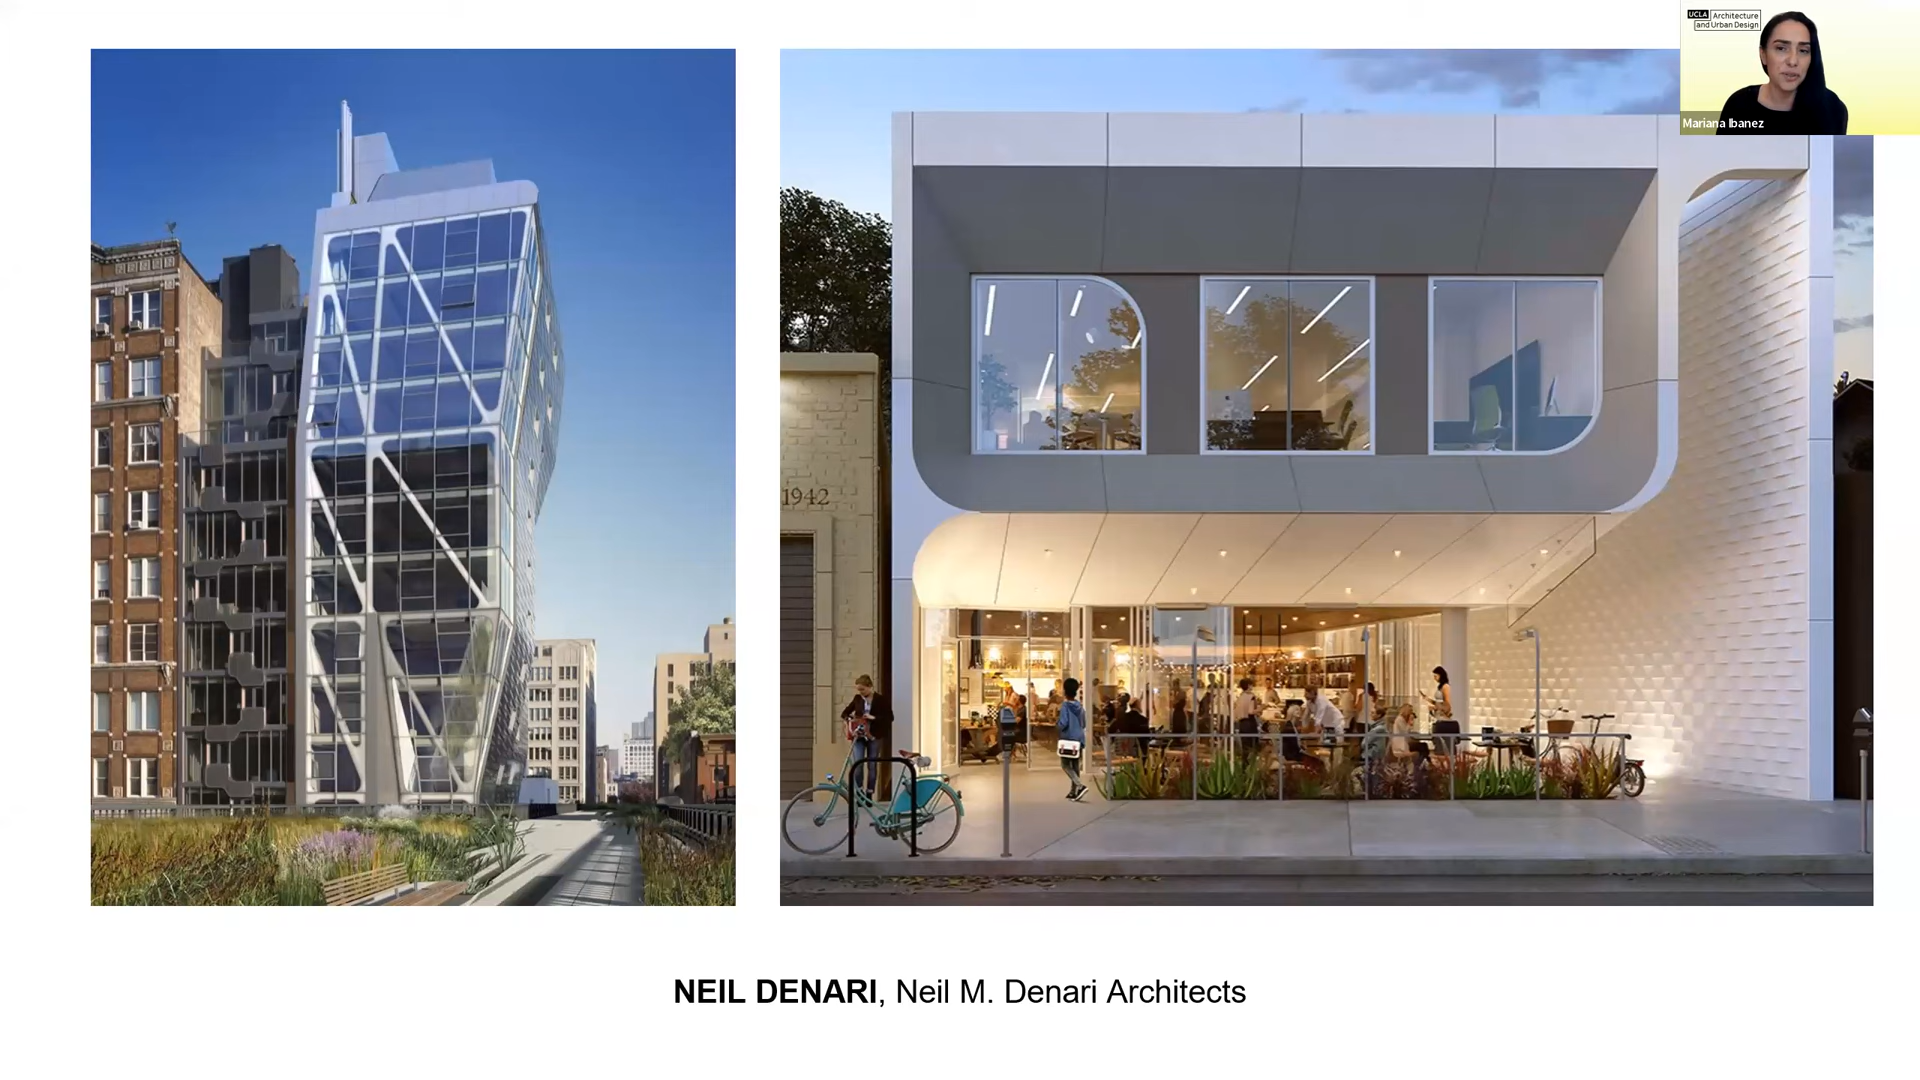 UCLA Architecture
and Urban Design
Mariana Ibanez
1942
NEIL DENARI, Neil M. Denari Architects